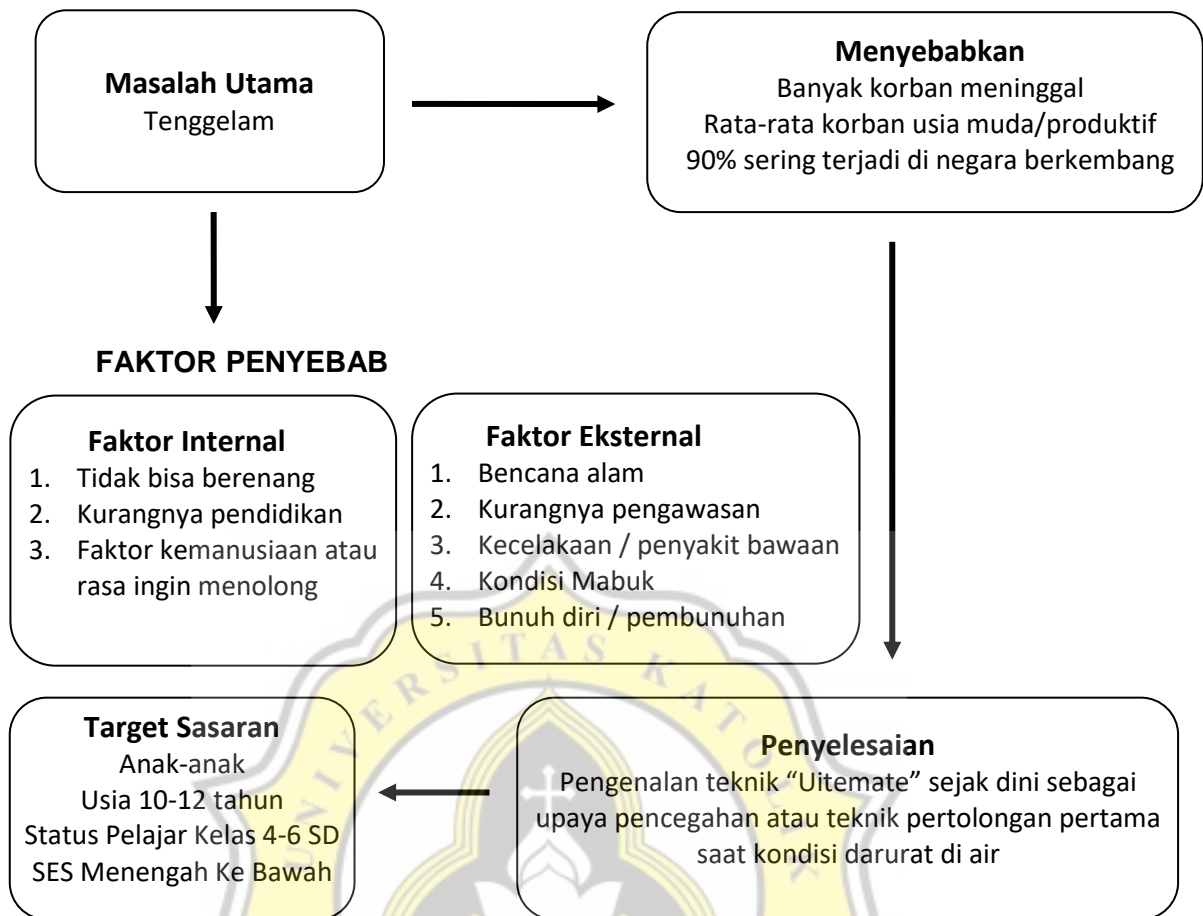 Masalah Utama
Tenggelam
Menyebabkan
Banyak korban meninggal
Rata-rata korban usia muda/produktif
90% sering terjadi di negara berkembang
FAKTOR PENYEBAB
Faktor Internal
1. Tidak bisa berenang
2. Kurangnya pendidikan
3. Faktor kemanusiaan atau
rasa ingin menolong
Faktor Eksternal
1. Bencana alam
2. Kurangnya pengawasan
3. Kecelakaan / penyakit bawaan
4. Kondisi Mabuk
5. Bunuh diri / pembunuhan
Target Sasaran
Anak-anak
Usia 10-12 tahun
Status Pelajar Kelas 4-6 SD
SES Menengah Ke Bawah
Penyelesaian
Pengenalan teknik “Uitemate” sejak dini sebagai
upaya pencegahan atau teknik pertolongan pertama
saat kondisi darurat di air
UNIVERSITAS KATOLIK